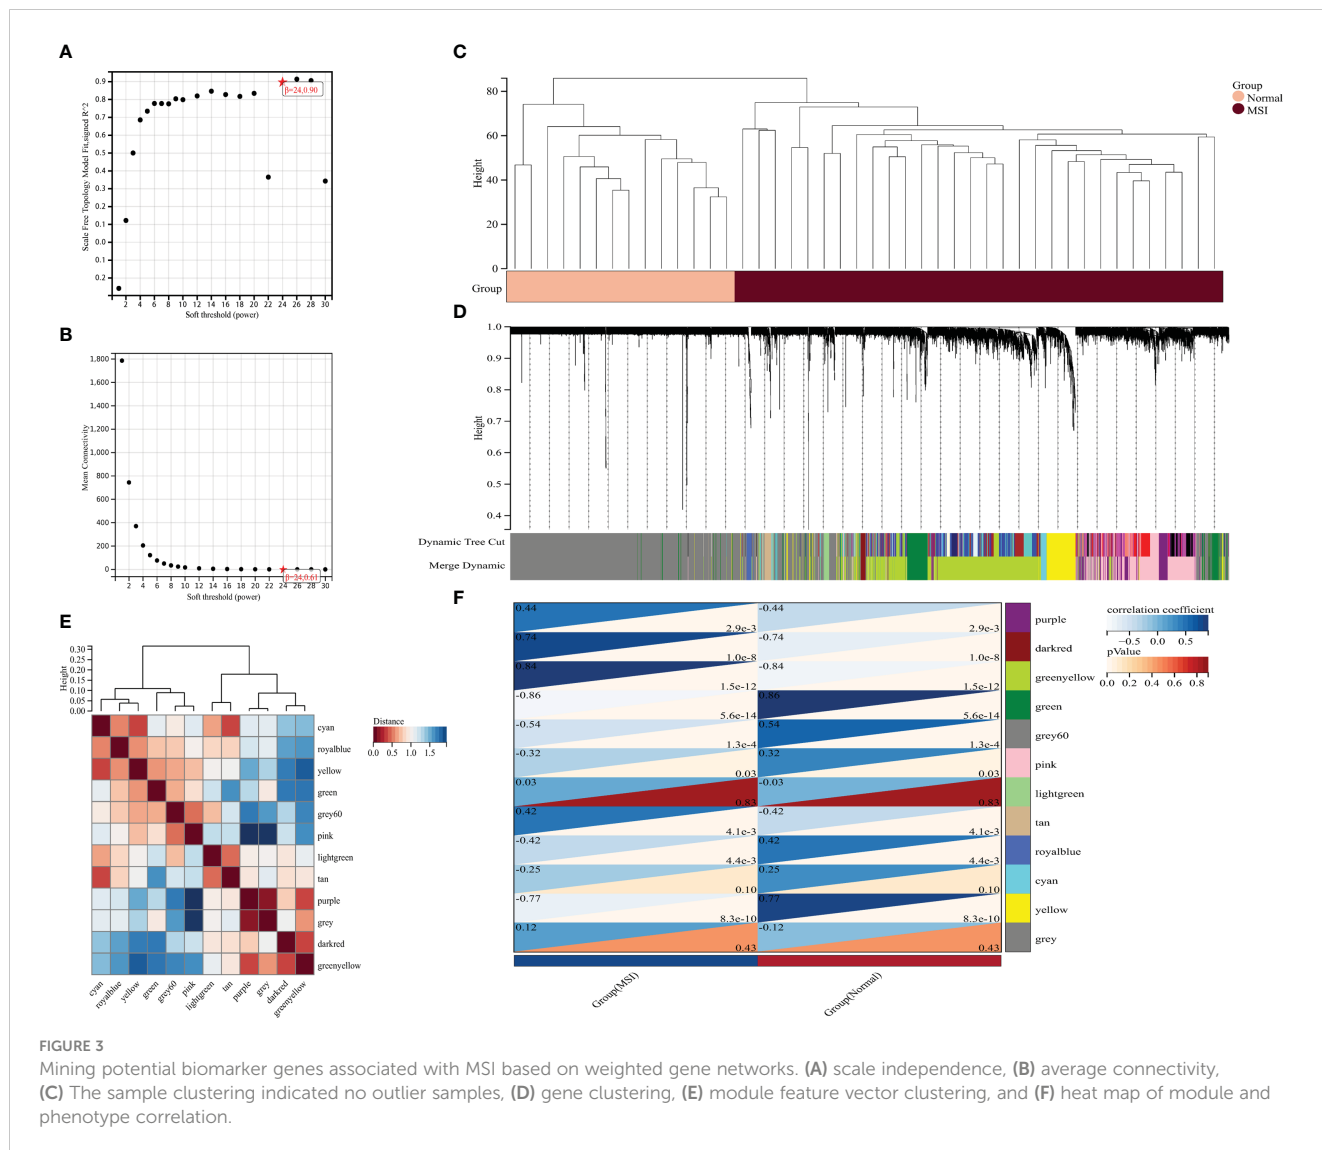 A
0.9
0.8
0.7
0.6
0.5
0.4
0.3
0.2
0.1
0.0
0.1
0.2
Scale Free Topology Model Fit,signed R^2
β=24,0.90
2 4 6 8 10 12 14 16 18 20 22 24 26 28 30
Soft threshold (power)
B
1,800
1,600
1,400
1,200
1,000
800
600
400
200
0
Mean Connectivity
β=24,0.61
2 4 6 8 10 12 14 16 18 20 22 24 26 28 30
Soft threshold (power)
C
80
60
40
20
0
Height
Group
Group
Normal
MSI
D
1.0
0.9
0.8
0.7
0.6
0.5
0.4
Height
Dynamic Tree Cut
Merge Dynamic
E
0.30
0.25
0.20
0.15
0.10
0.05
0.00
Height
cyan
royalblue
yellow
green
grey60
pink
lightgreen
tan
purple
grey
darkred
greenyellow
cyan royalblue yellow green grey60 pink lightgreen tan purple grey darkred greenyellow
Distance
0.0 0.5 1.0 1.5
F
0.44 2.9e-3 -0.44 2.9e-3 purple
0.74 1.0e-8 -0.74 1.0e-8 darkred
0.84 1.5e-12 -0.84 1.5e-12 greenyellow
-0.86 5.6e-14 0.86 5.6e-14 green
-0.54 1.3e-4 0.54 1.3e-4 grey60
-0.32 0.03 0.32 0.03 pink
0.03 0.83 -0.03 0.83 lightgreen
0.42 4.1e-3 -0.42 4.1e-3 tan
-0.42 4.4e-3 0.42 4.4e-3 royalblue
-0.25 0.10 0.25 0.10 cyan
-0.77 8.3e-10 0.77 8.3e-10 yellow
0.12 0.43 -0.12 0.43 grey
Group(MSI) Group(Normal)
correlation coefficient
−0.5 0.0 0.5
pValue
0.0 0.2 0.4 0.6 0.8
FIGURE 3
Mining potential biomarker genes associated with MSI based on weighted gene networks. (A) scale independence, (B) average connectivity,
(C) The sample clustering indicated no outlier samples, (D) gene clustering, (E) module feature vector clustering, and (F) heat map of module and
phenotype correlation.